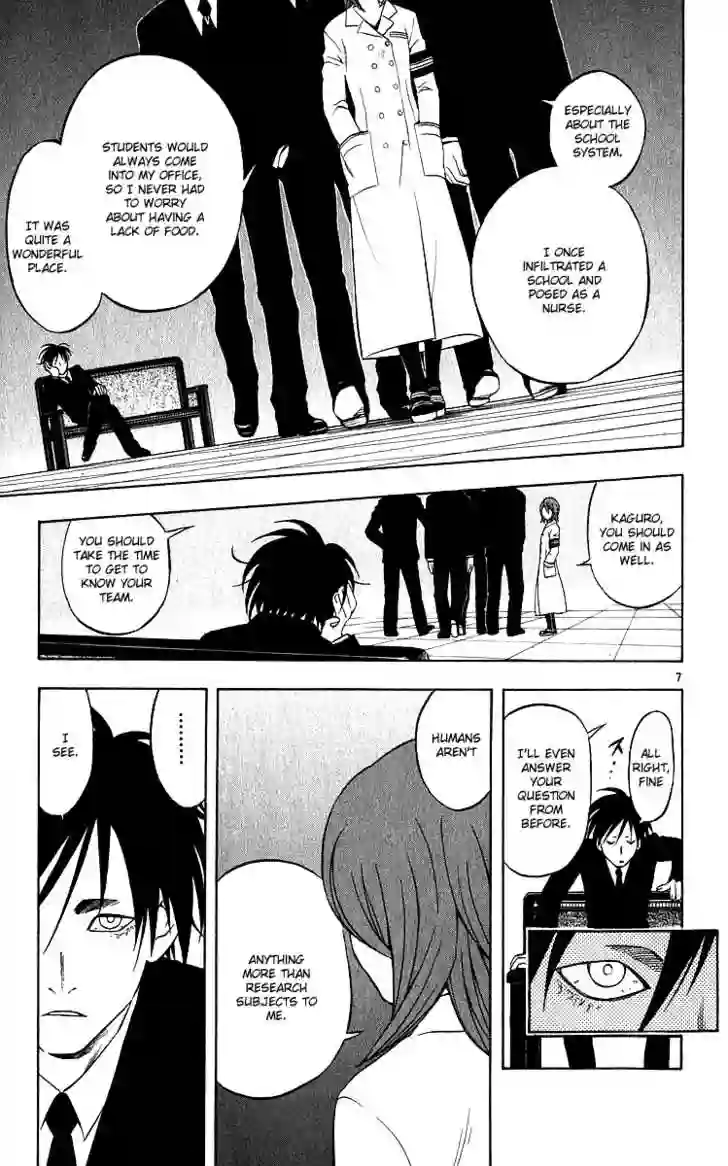 ESPECIALLY
ABOUT THE
SCHOOL
SYSTEM.
I ONCE
INFILTRATED A
SCHOOL AND
POSED AS A
NURSE.
STUDENTS WOULD
ALWAYS COME
INTO MY OFFICE,
SO I NEVER HAD
TO WORRY
ABOUT HAVING A
LACK OF FOOD.
IT WAS
QUITE A
WONDERFUL
PLACE.
KAGURO,
YOU SHOULD
COME IN AS
WELL.
YOU SHOULD
TAKE THE TIME
TO GET TO
KNOW YOUR
TEAM.
7
ALL
RIGHT,
FINE
I'LL EVEN
ANSWER
YOUR
QUESTION
FROM
BEFORE.
HUMANS
AREN'T
ANYTHING
MORE THAN
RESEARCH
SUBJECTS TO
ME.
.........
I
SEE.